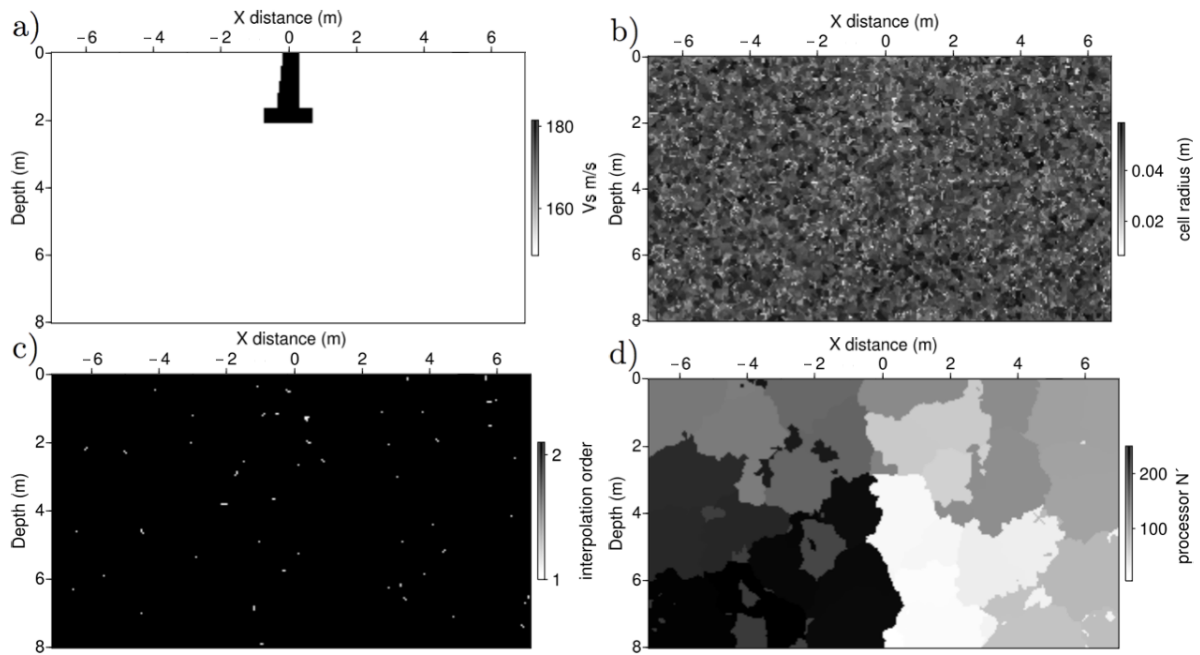 a)
X distance (m)
−6 −4 −2 0 2 4 6
0
2
4
6
8
Depth (m)
180
160
Vs m/s
b)
X distance (m)
−6 −4 −2 0 2 4 6
0
2
4
6
8
Depth (m)
0.04
0.02
cell radius (m)
c)
X distance (m)
−6 −4 −2 0 2 4 6
0
2
4
6
8
Depth (m)
2
1
interpolation order
d)
X distance (m)
−6 −4 −2 0 2 4 6
0
2
4
6
8
Depth (m)
200
100
processor N´